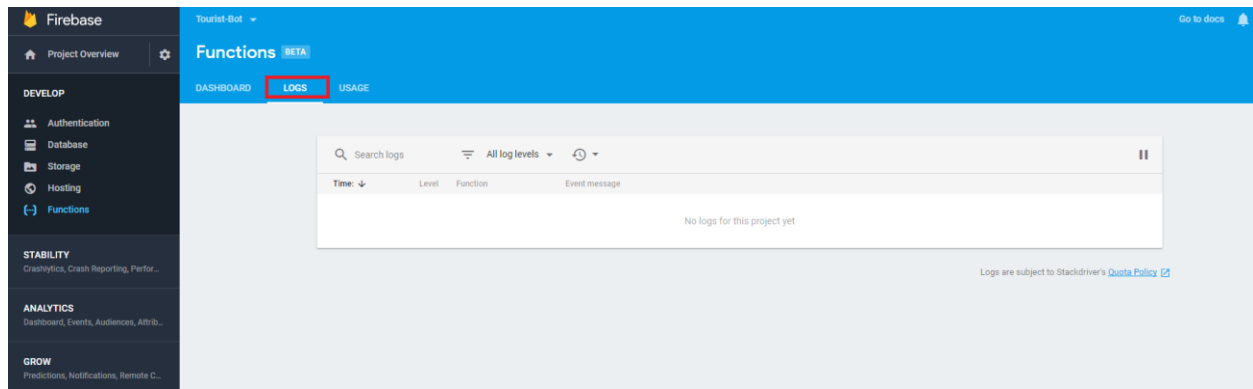 Firebase
Project Overview
DEVELOP
Authentication
Database
Storage
Hosting
Functions
STABILITY
Crashlytics, Crash Reporting, Perfor...
ANALYTICS
Dashboard, Events, Audiences, Attrib...
GROW
Predictions, Notifications, Remote C...
Tourist-Bot
Go to docs
Functions BETA
DASHBOARD LOGS USAGE
Search logs All log levels
Time: Level Function Event message
No logs for this project yet
Logs are subject to Stackdriver's Quota Policy